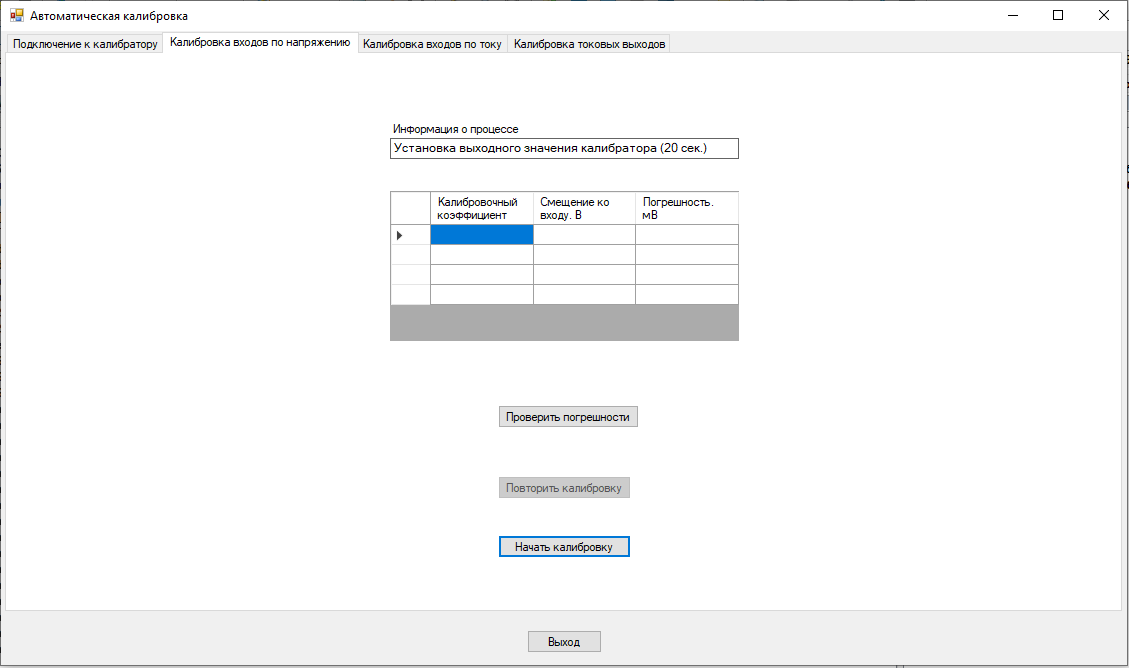 Автоматическая калибровка
Подключение к калибратору
Калибровка входов по напряжению
Калибровка входов по току
Калибровка токовых выходов
Информация о процессе
Установка выходного значения калибратора (20 сек.)
Калибровочный
коэффициент
Смещение ко
входу. В
Погрешность.
мВ
Проверить погрешности
Повторить калибровку
Начать калибровку
Выход